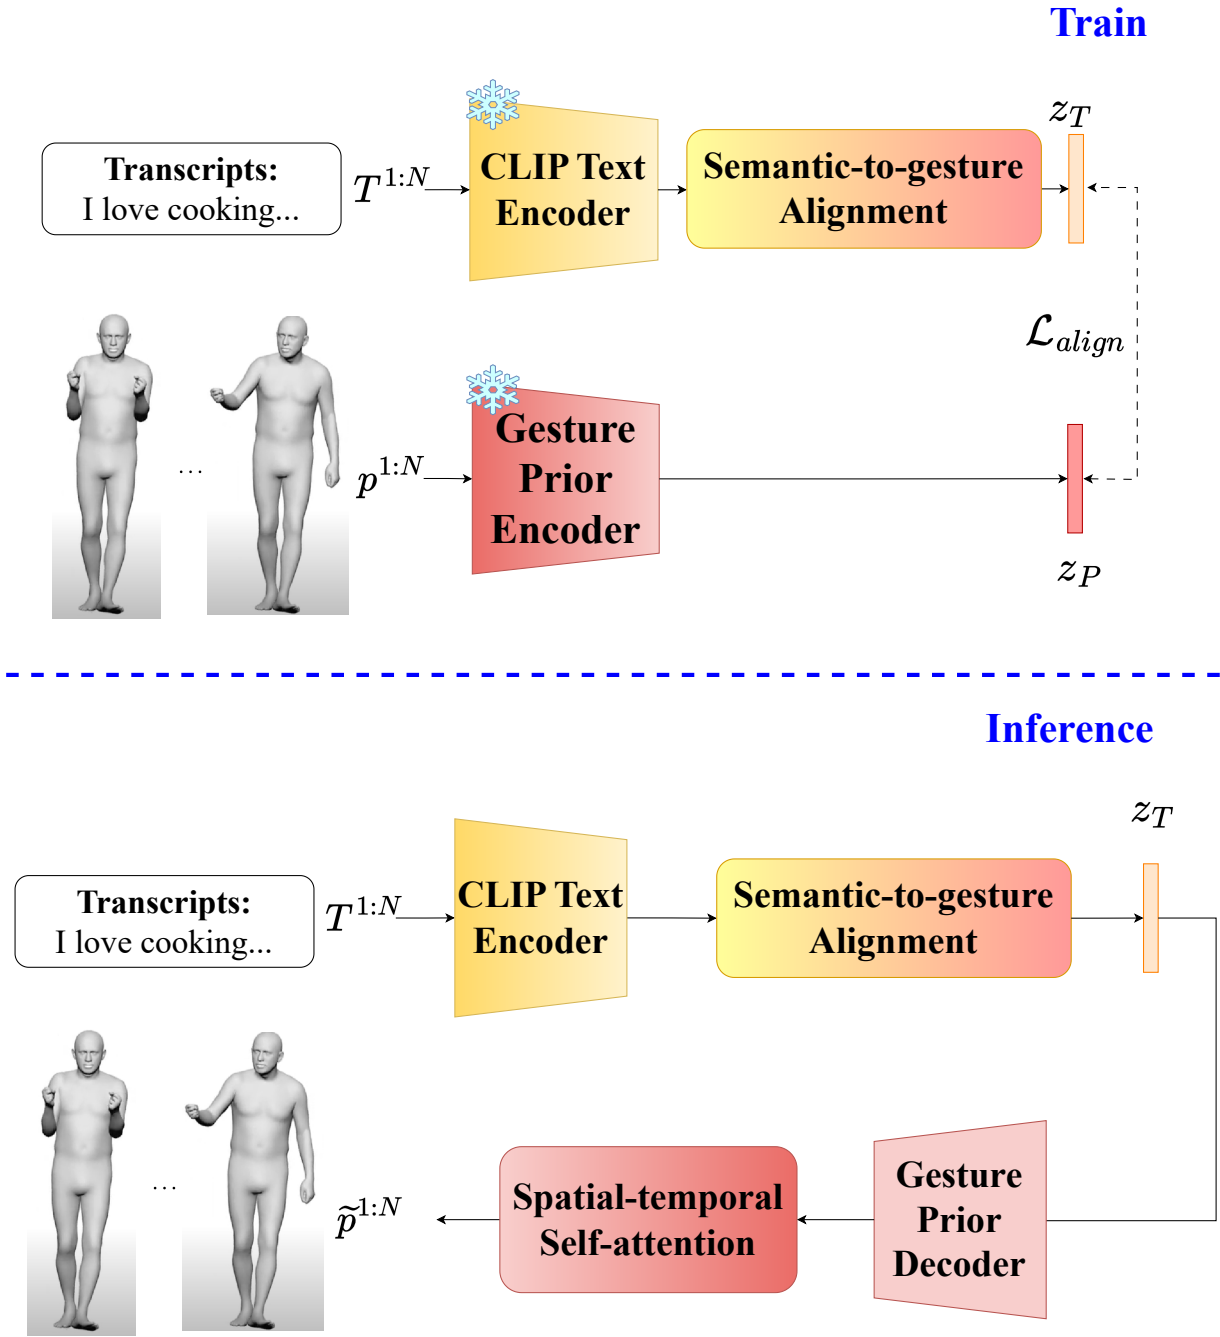 Train
z_T
Transcripts:
I love cooking...
T^{1:N}
CLIP Text
Encoder
Semantic-to-gesture
Alignment
ℒ_{align}
...
p^{1:N}
Gesture
Prior
Encoder
z_P
Inference
z_T
Transcripts:
I love cooking...
T^{1:N}
CLIP Text
Encoder
Semantic-to-gesture
Alignment
...
p̃^{1:N}
Spatial-temporal
Self-attention
Gesture
Prior
Decoder